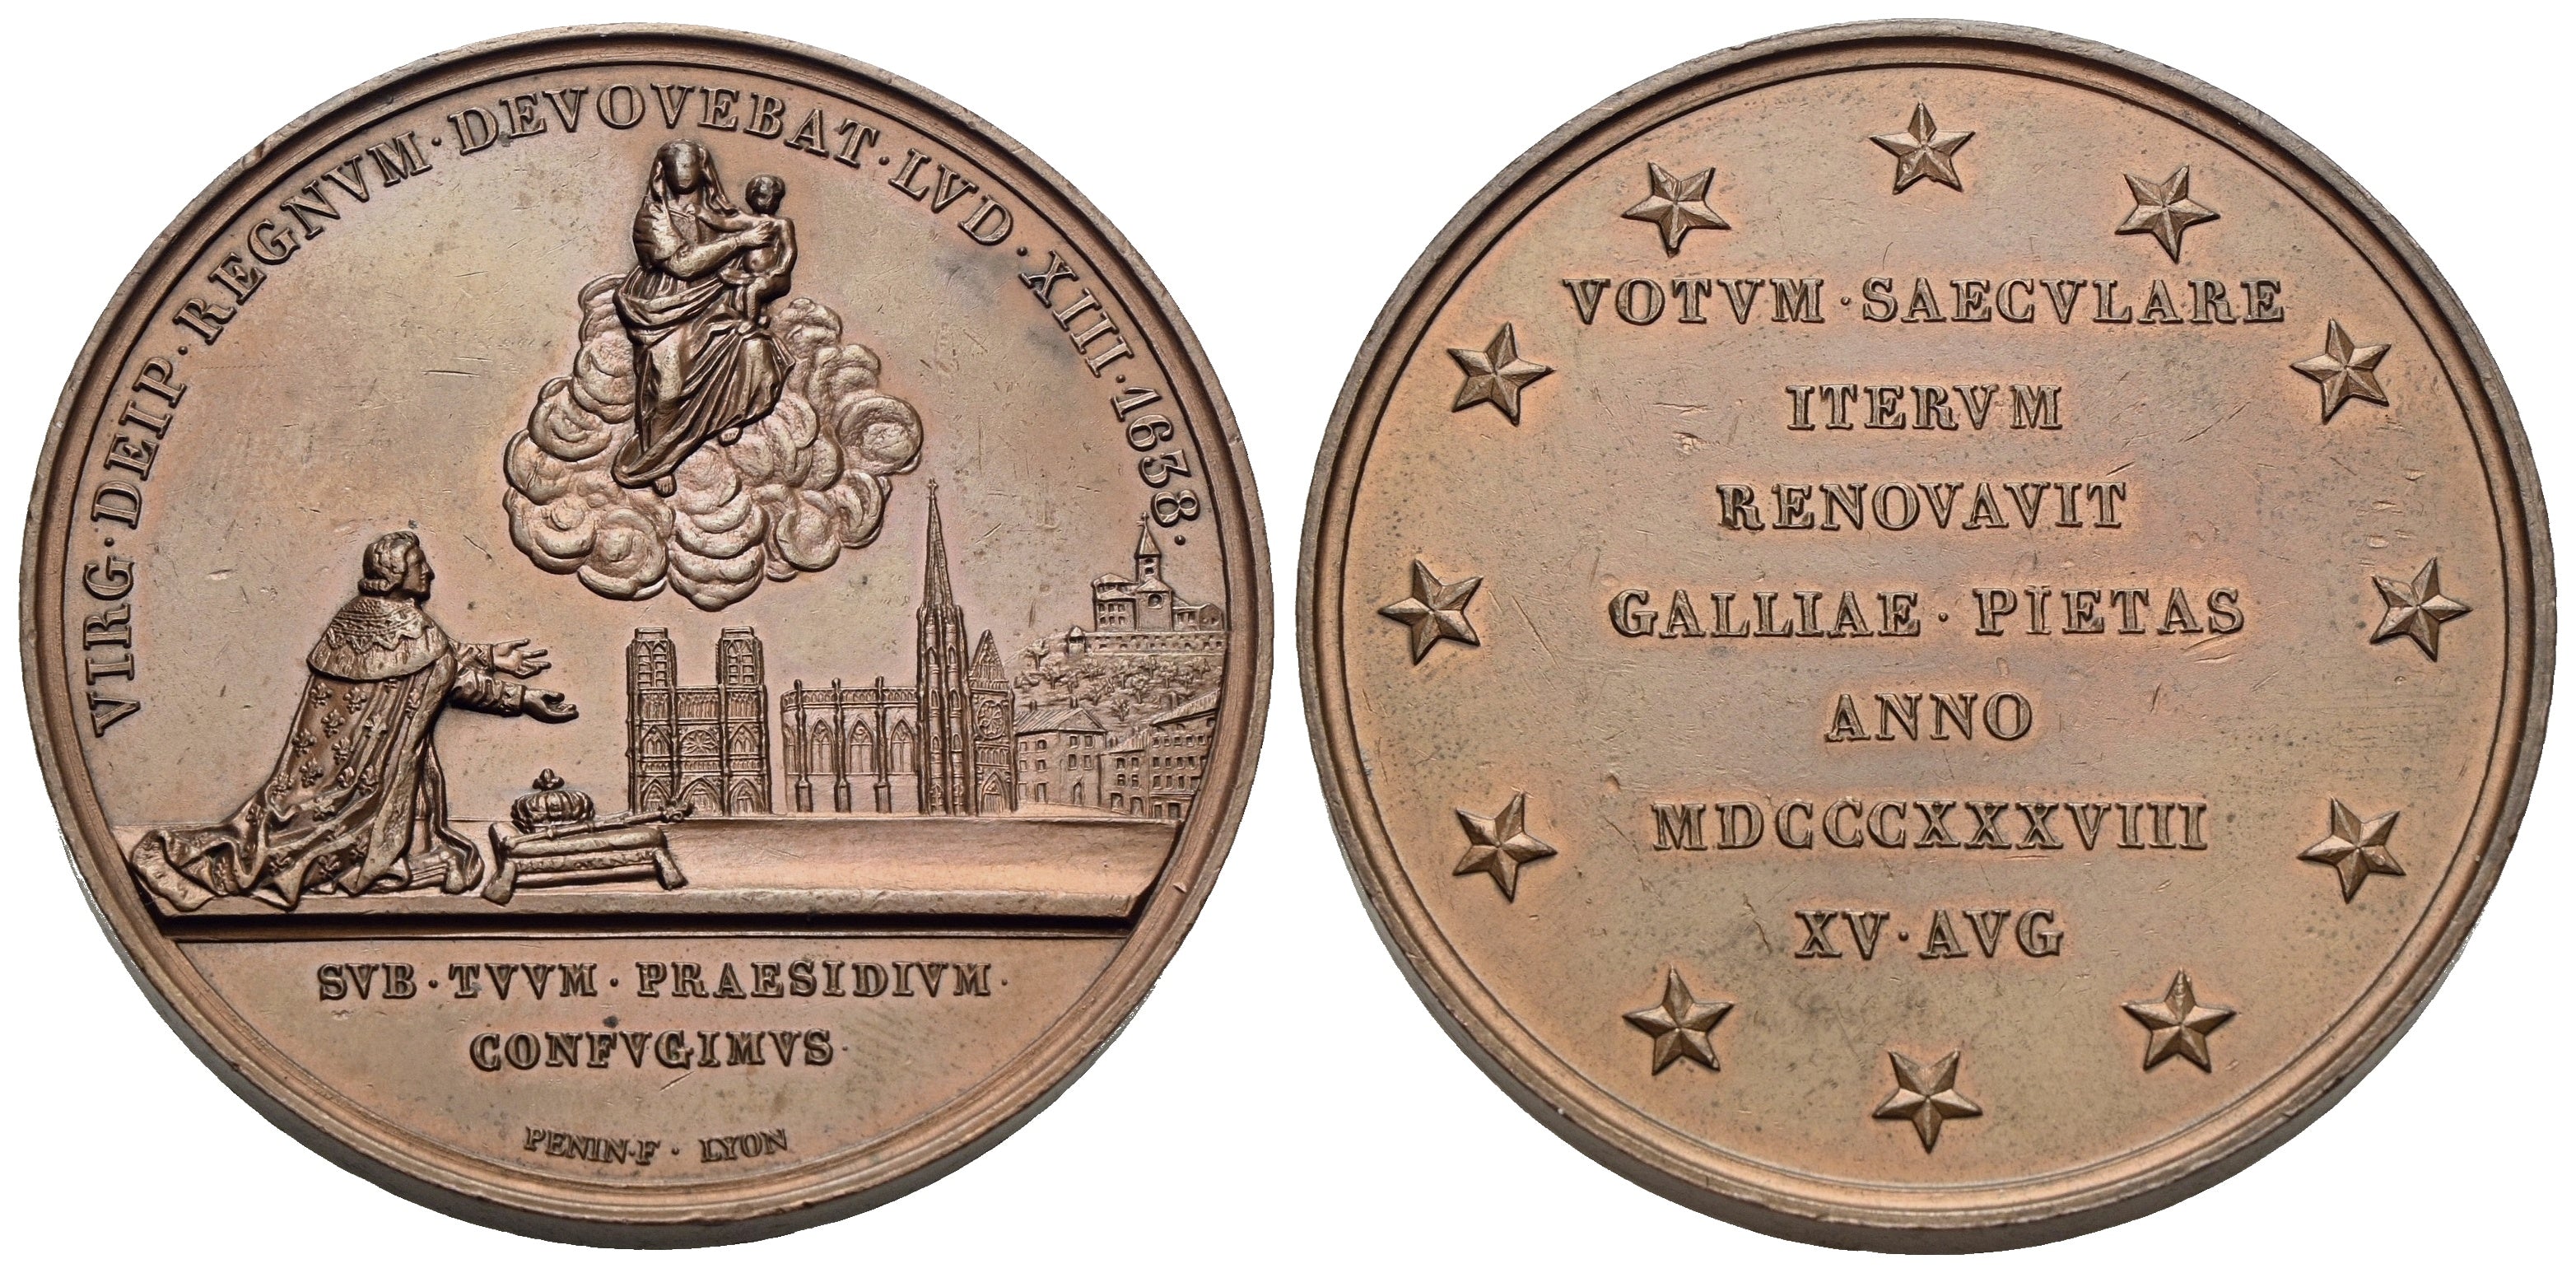 VIRG · DEIP · REGNVM · DEVOVEBAT · LVD · XIII · 1638 ·
SVB · TVVM · PRAESIDIVM ·
CONFVGIMVS ·
PENIN · F · LYON
VOTVM · SAECVLARE
ITERVM
RENOVAVIT
GALLIAE · PIETAS
ANNO
MDCCCXXXVIII
XV · AVG